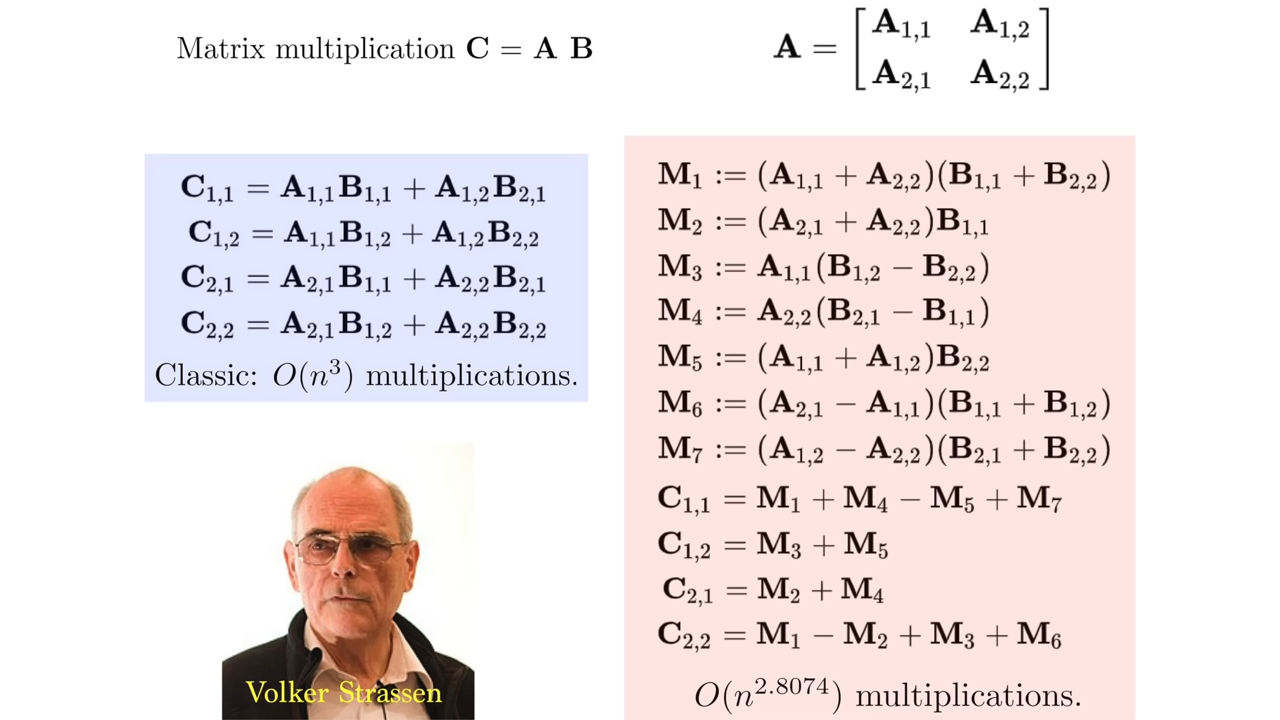 Matrix multiplication C = A B
A = [ A₁,₁ A₁,₂
A₂,₁ A₂,₂ ]
C₁,₁ = A₁,₁B₁,₁ + A₁,₂B₂,₁
C₁,₂ = A₁,₁B₁,₂ + A₁,₂B₂,₂
C₂,₁ = A₂,₁B₁,₁ + A₂,₂B₂,₁
C₂,₂ = A₂,₁B₁,₂ + A₂,₂B₂,₂
Classic: O(n³) multiplications.
Volker Strassen
M₁ := (A₁,₁ + A₂,₂)(B₁,₁ + B₂,₂)
M₂ := (A₂,₁ + A₂,₂)B₁,₁
M₃ := A₁,₁(B₁,₂ − B₂,₂)
M₄ := A₂,₂(B₂,₁ − B₁,₁)
M₅ := (A₁,₁ + A₁,₂)B₂,₂
M₆ := (A₂,₁ − A₁,₁)(B₁,₁ + B₁,₂)
M₇ := (A₁,₂ − A₂,₂)(B₂,₁ + B₂,₂)
C₁,₁ = M₁ + M₄ − M₅ + M₇
C₁,₂ = M₃ + M₅
C₂,₁ = M₂ + M₄
C₂,₂ = M₁ − M₂ + M₃ + M₆
O(n²·⁸⁰⁷⁴) multiplications.